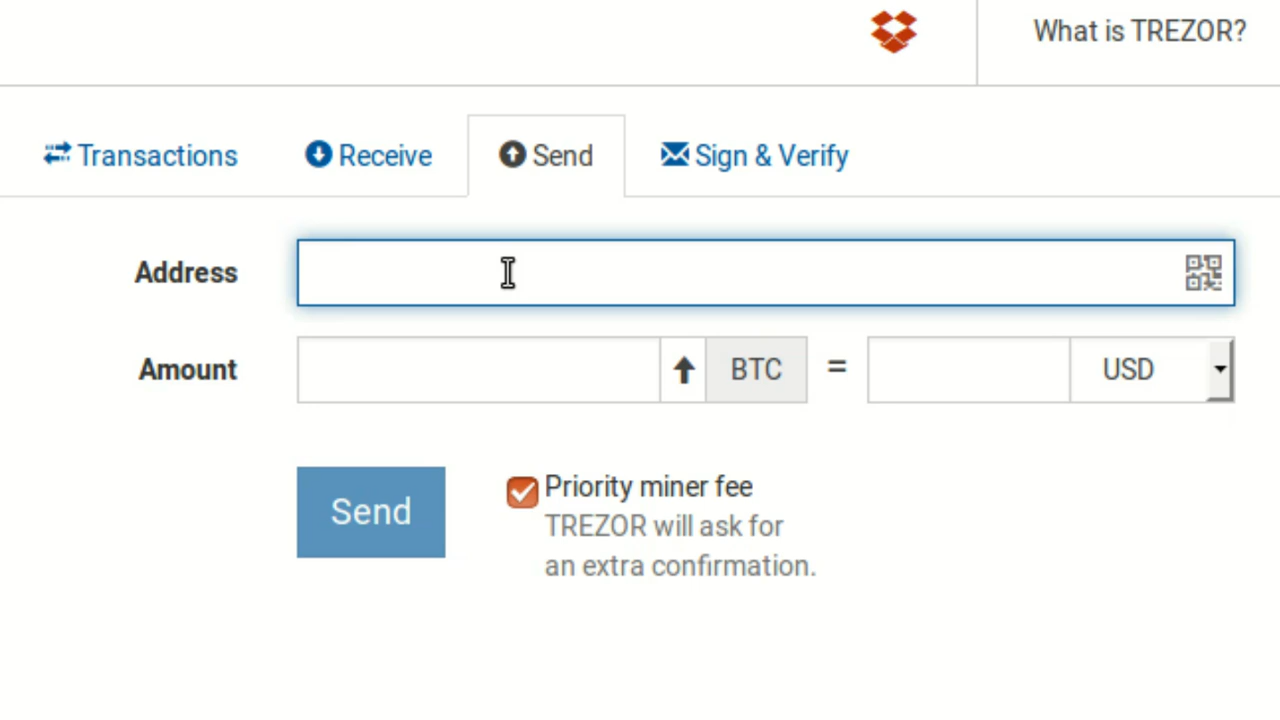 What is TREZOR?
Transactions Receive Send Sign & Verify
Address
Amount BTC = USD
Send Priority miner fee
TREZOR will ask for
an extra confirmation.